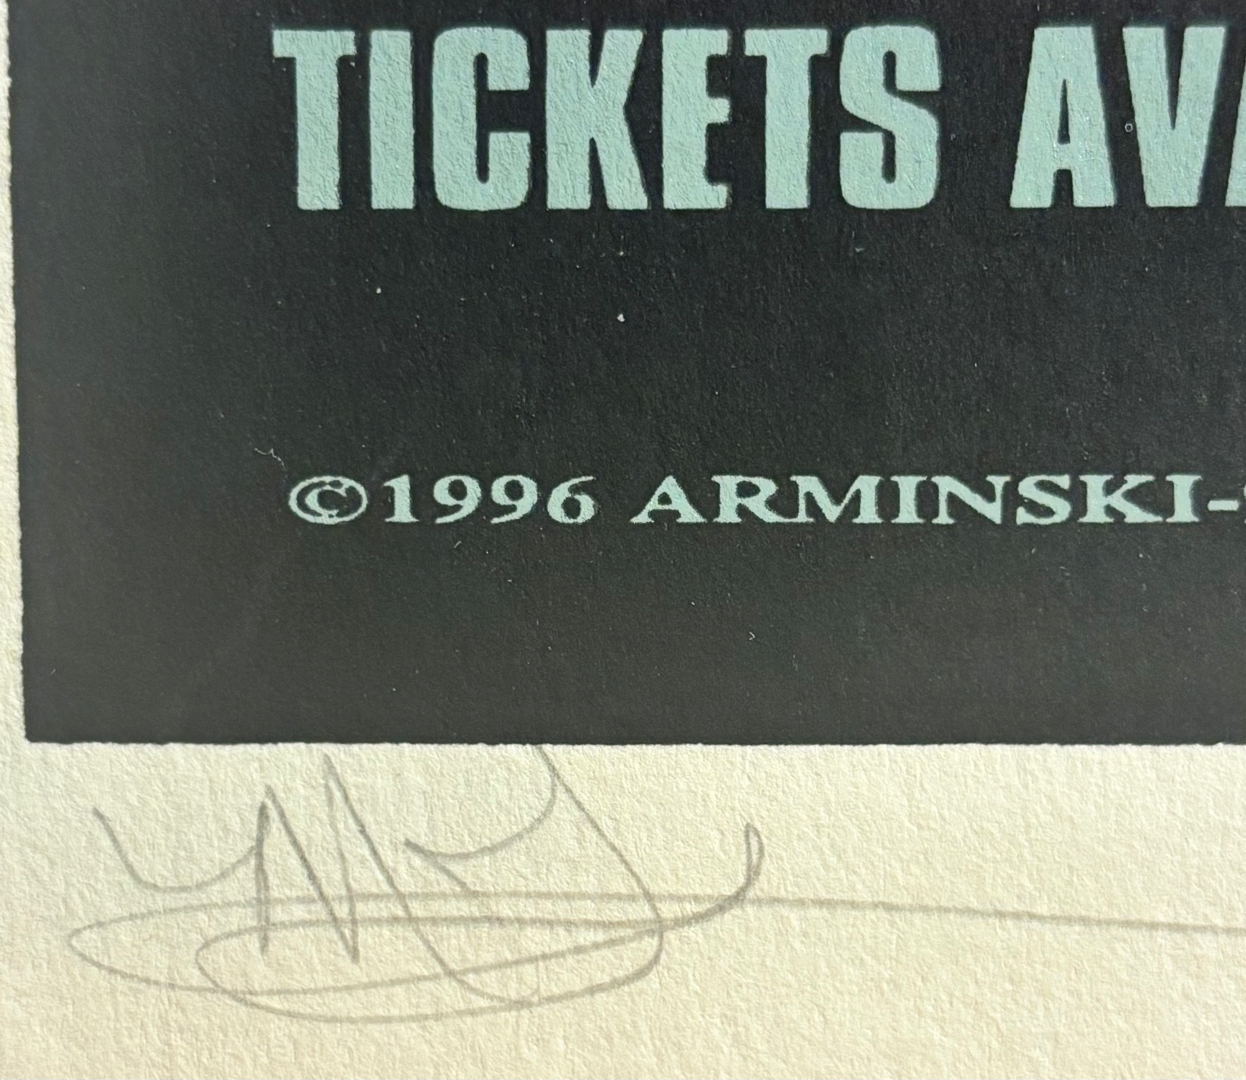 TICKETS AVA
©1996 ARMINSKI-